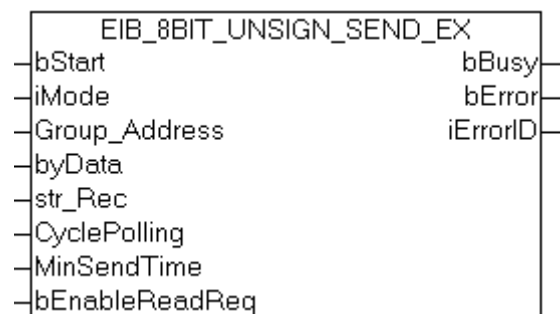 EIB_8BIT_UNSIGN_SEND_EX
bStart bBusy
iMode bError
Group_Address iErrorID
byData
str_Rec
CyclePolling
MinSendTime
bEnableReadReq